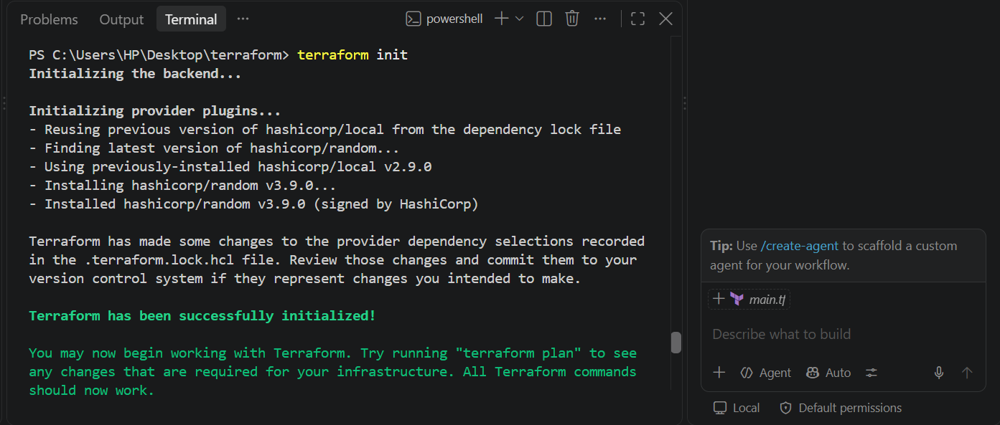 Problems Output Terminal ... powershell
PS C:\Users\HP\Desktop\terraform> terraform init
Initializing the backend...
Initializing provider plugins...
- Reusing previous version of hashicorp/local from the dependency lock file
- Finding latest version of hashicorp/random...
- Using previously-installed hashicorp/local v2.9.0
- Installing hashicorp/random v3.9.0...
- Installed hashicorp/random v3.9.0 (signed by HashiCorp)
Terraform has made some changes to the provider dependency selections recorded
in the .terraform.lock.hcl file. Review those changes and commit them to your
version control system if they represent changes you intended to make.
Terraform has been successfully initialized!
You may now begin working with Terraform. Try running "terraform plan" to see
any changes that are required for your infrastructure. All Terraform commands
should now work.
Tip: Use /create-agent to scaffold a custom
agent for your workflow.
main.tf
Describe what to build
Agent Auto
Local Default permissions